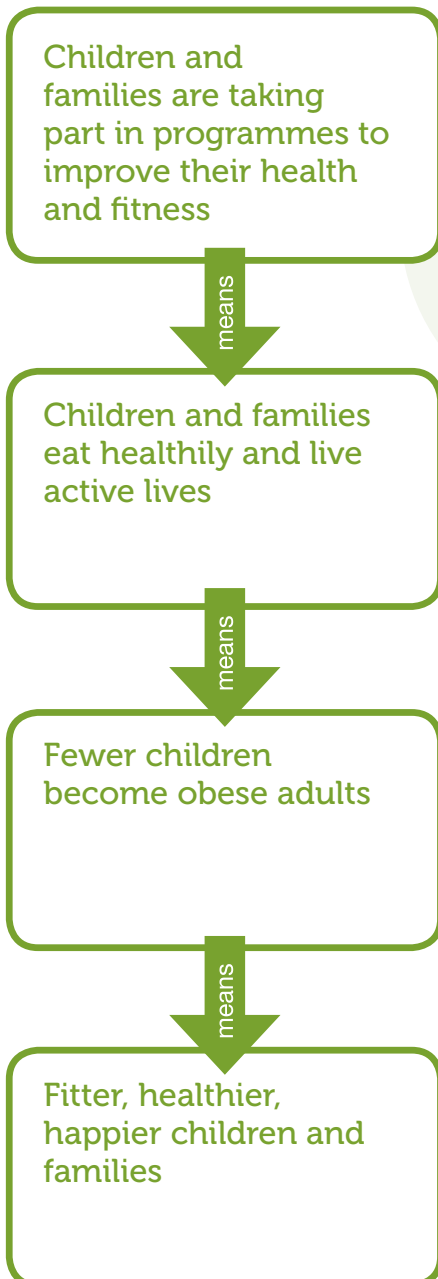 Children and
families are taking
part in programmes to
improve their health
and fitness
means
Children and families
eat healthily and live
active lives
means
Fewer children
become obese adults
means
Fitter, healthier,
happier children and
families